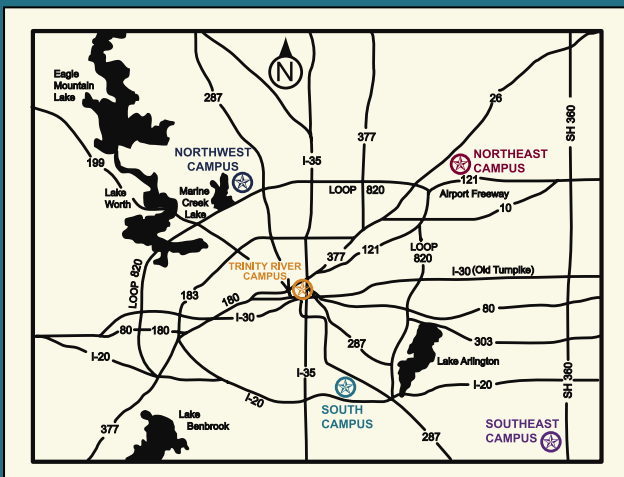 N
Eagle
Mountain
Lake
287
377
26
SH 360
199
I-35
NORTHWEST
CAMPUS
NORTHEAST
CAMPUS
121
Airport Freeway
Lake
Worth
Marine
Creek
Lake
LOOP 820
10
LOOP 820
377
121
LOOP
820
TRINITY RIVER
CAMPUS
I-30 (Old Turnpike)
183
180
80
I-30
80
180
287
303
I-20
I-35
Lake Arlington
I-20
I-20
SH 360
SOUTH
CAMPUS
Lake
Benbrook
377
287
SOUTHEAST
CAMPUS